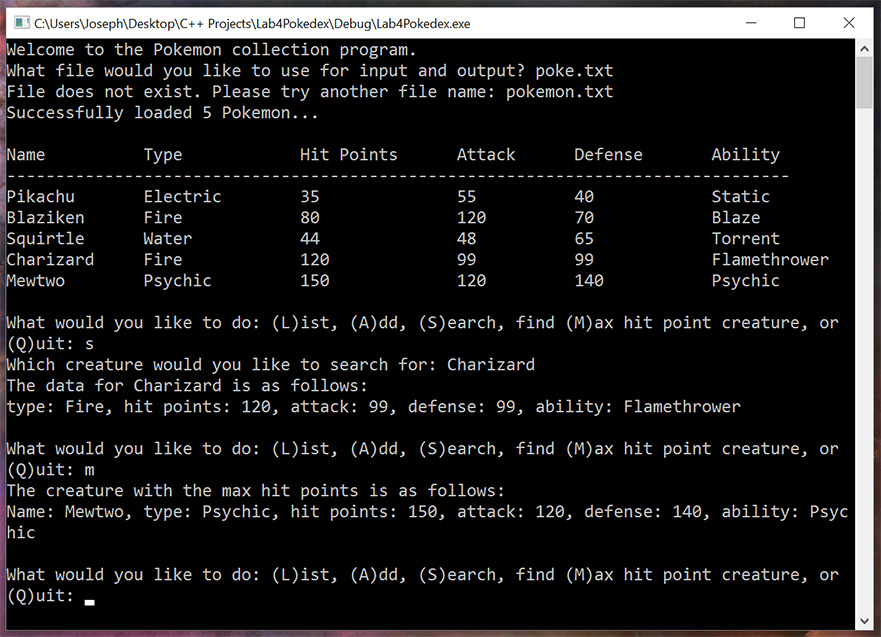 C:\Users\Joseph\Desktop\C++ Projects\Lab4Pokedex\Debug\Lab4Pokedex.exe
Welcome to the Pokemon collection program.
What file would you like to use for input and output? poke.txt
File does not exist. Please try another file name: pokemon.txt
Successfully loaded 5 Pokemon...
Name Type Hit Points Attack Defense Ability
--------------------------------------------------------------------------------
Pikachu Electric 35 55 40 Static
Blaziken Fire 80 120 70 Blaze
Squirtle Water 44 48 65 Torrent
Charizard Fire 120 99 99 Flamethrower
Mewtwo Psychic 150 120 140 Psychic
What would you like to do: (L)ist, (A)dd, (S)earch, find (M)ax hit point creature, or
(Q)uit: s
Which creature would you like to search for: Charizard
The data for Charizard is as follows:
type: Fire, hit points: 120, attack: 99, defense: 99, ability: Flamethrower
What would you like to do: (L)ist, (A)dd, (S)earch, find (M)ax hit point creature, or
(Q)uit: m
The creature with the max hit points is as follows:
Name: Mewtwo, type: Psychic, hit points: 150, attack: 120, defense: 140, ability: Psyc
hic
What would you like to do: (L)ist, (A)dd, (S)earch, find (M)ax hit point creature, or
(Q)uit: